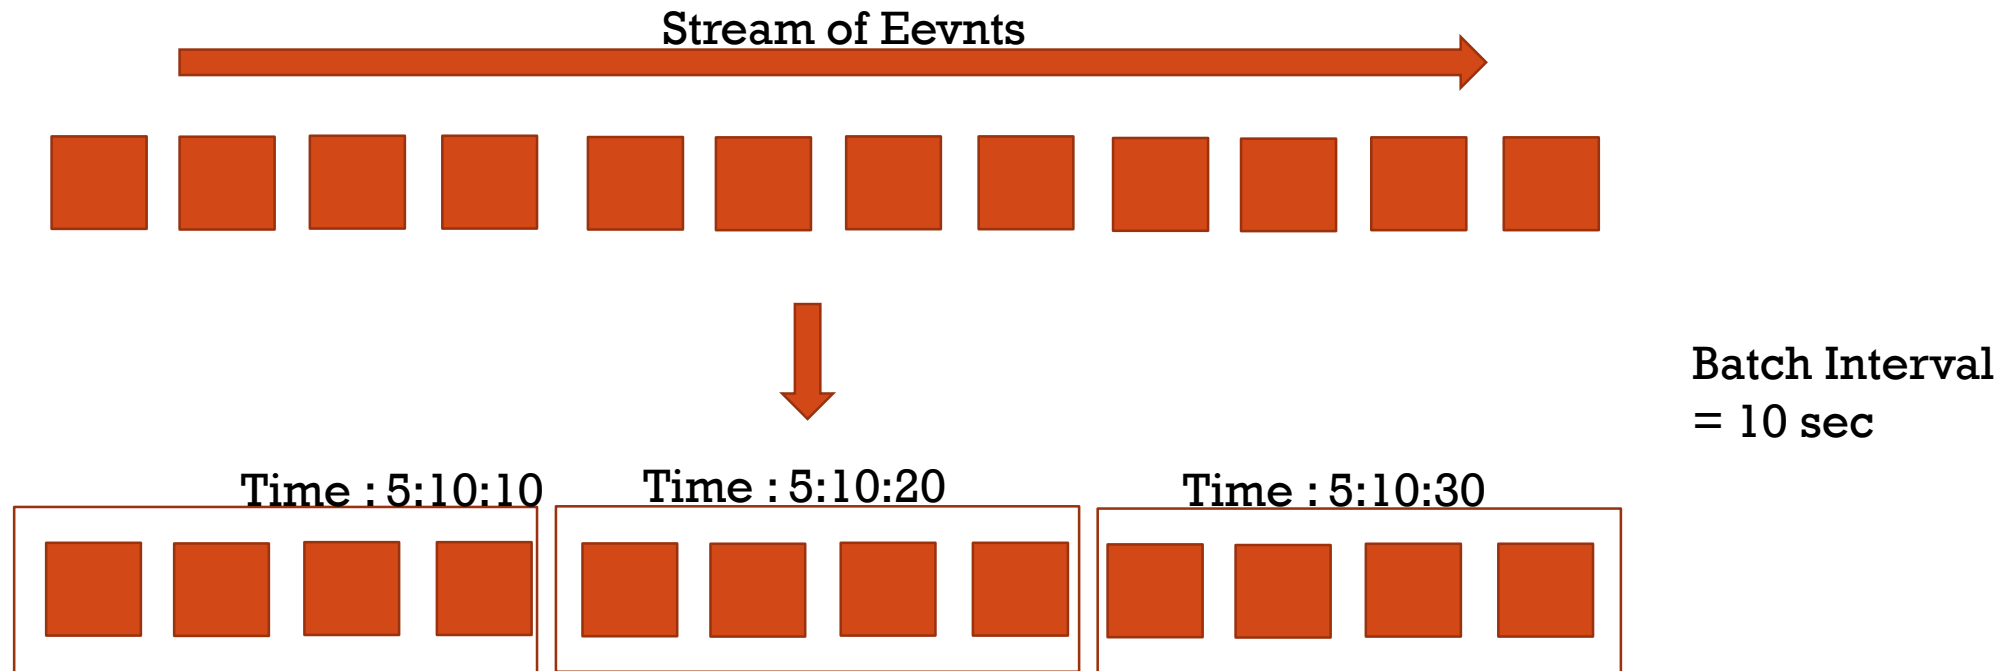 Stream of Eevnts
Batch Interval
= 10 sec
Time : 5:10:10
Time : 5:10:20
Time : 5:10:30